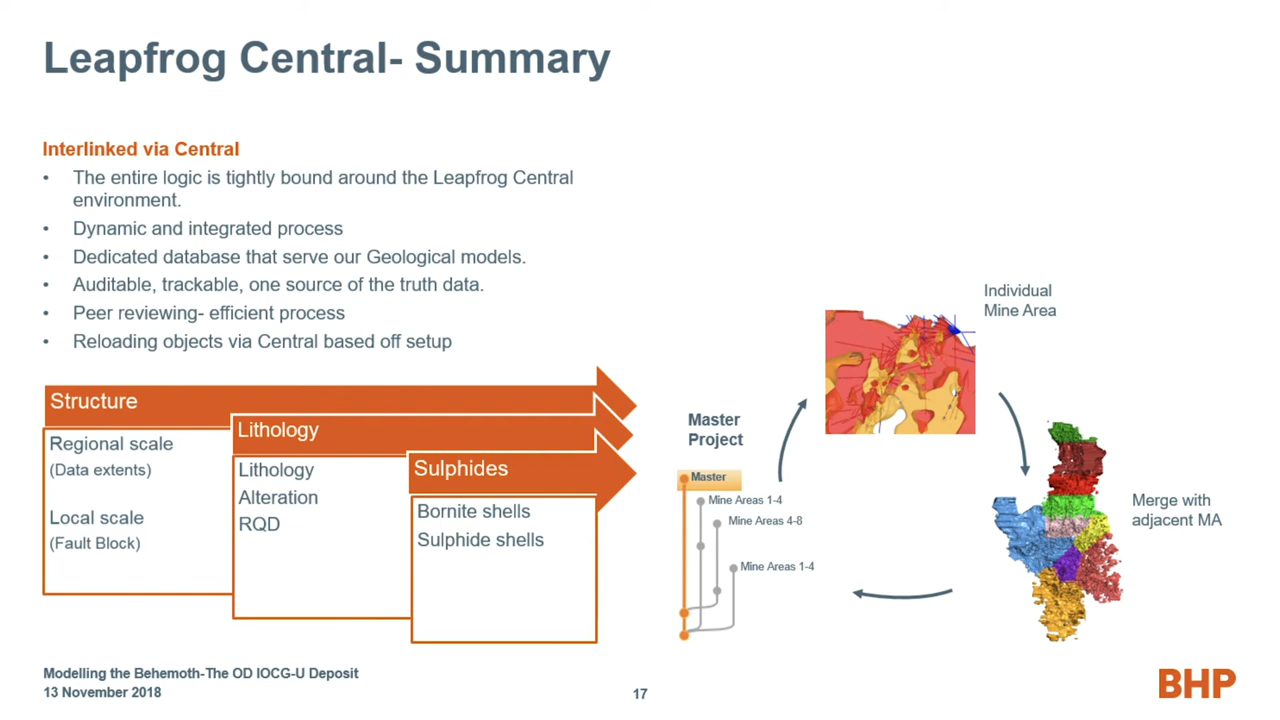 Leapfrog Central- Summary
Interlinked via Central
• The entire logic is tightly bound around the Leapfrog Central
environment.
• Dynamic and integrated process
• Dedicated database that serve our Geological models.
• Auditable, trackable, one source of the truth data.
• Peer reviewing- efficient process
• Reloading objects via Central based off setup
Structure
Regional scale
(Data extents)
Local scale
(Fault Block)
Lithology
Lithology
Alteration
RQD
Sulphides
Bornite shells
Sulphide shells
Master
Project
Master
Mine Areas 1-4
Mine Areas 4-8
Mine Areas 1-4
Individual
Mine Area
Merge with
adjacent MA
Modelling the Behemoth-The OD IOCG-U Deposit
13 November 2018
17
BHP